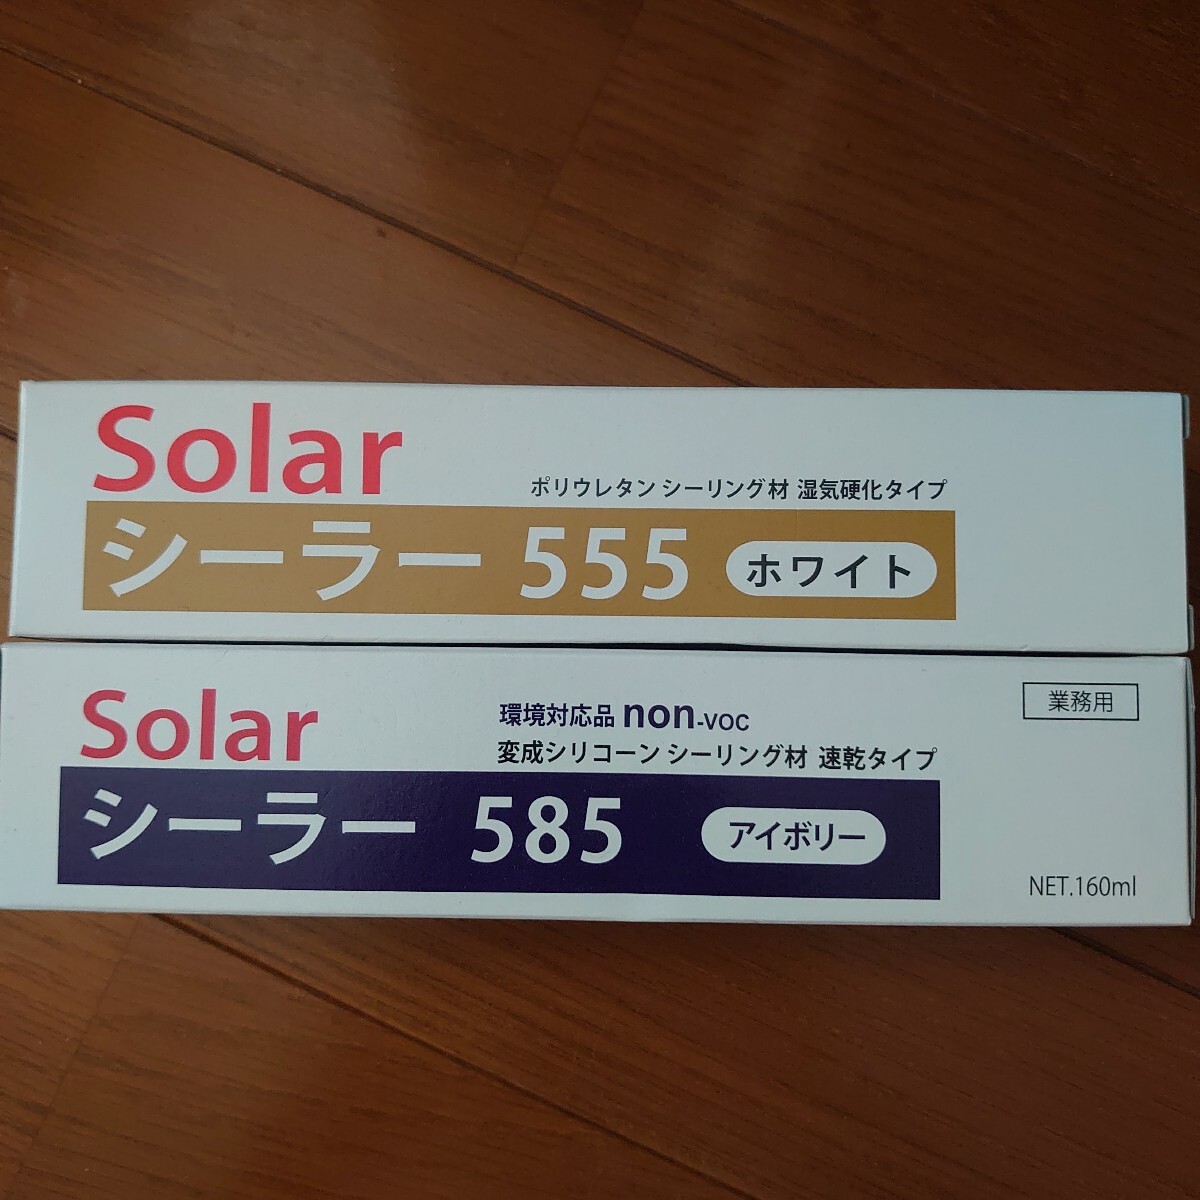 Solar
ポリウレタン シーリング材 湿気硬化タイプ
シーラー 555 ホワイト
Solar
環境対応品 non-VOC
業務用
変成シリコーン シーリング材 速乾タイプ
シーラー 585 アイボリー
NET.160ml